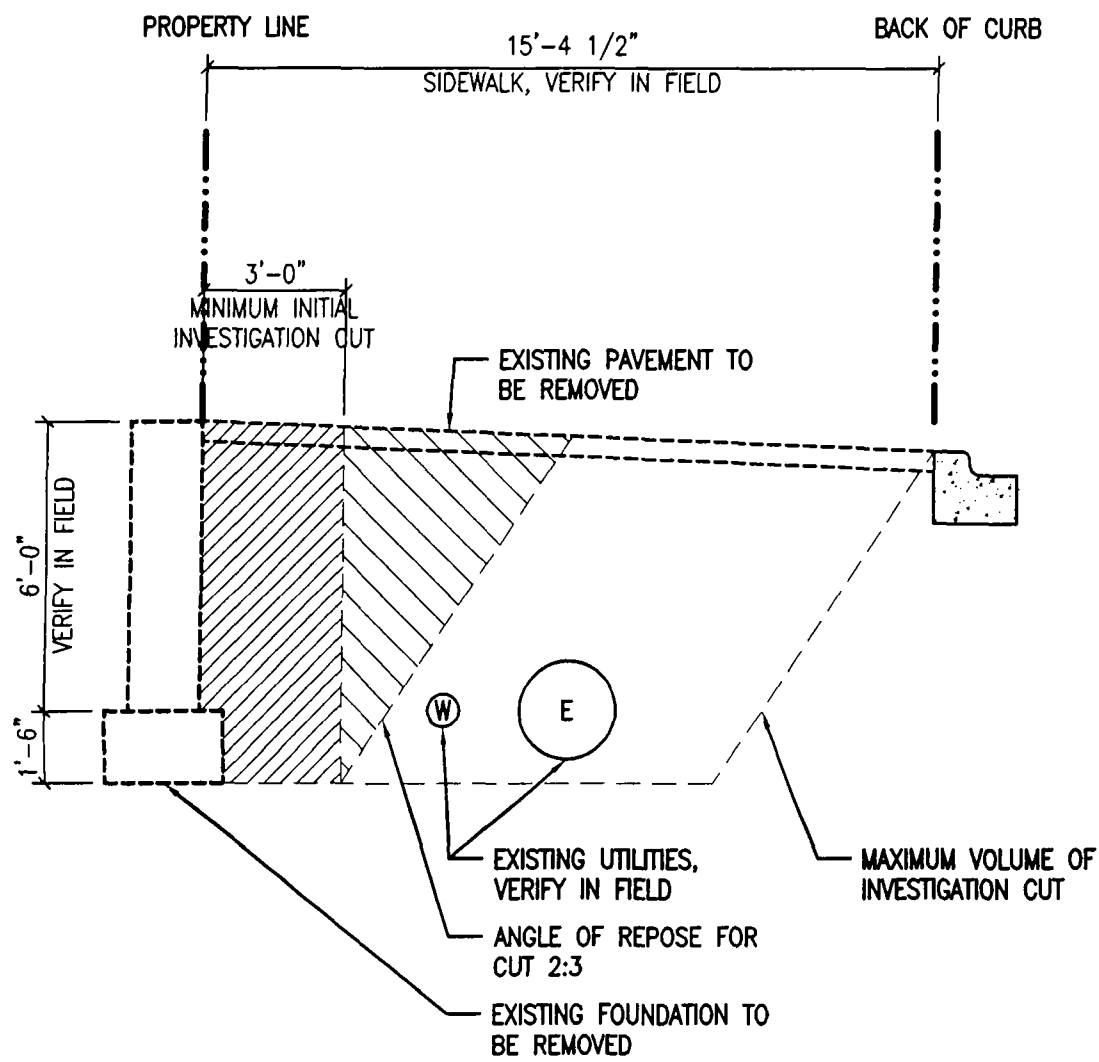 PROPERTY LINE
BACK OF CURB
15'-4 1/2"
SIDEWALK, VERIFY IN FIELD
3'-0"
MINIMUM INITIAL
INVESTIGATION CUT
EXISTING PAVEMENT TO
BE REMOVED
6'-0"
VERIFY IN FIELD
1'-6"
W
E
EXISTING UTILITIES,
VERIFY IN FIELD
MAXIMUM VOLUME OF
INVESTIGATION CUT
ANGLE OF REPOSE FOR
CUT 2:3
EXISTING FOUNDATION TO
BE REMOVED